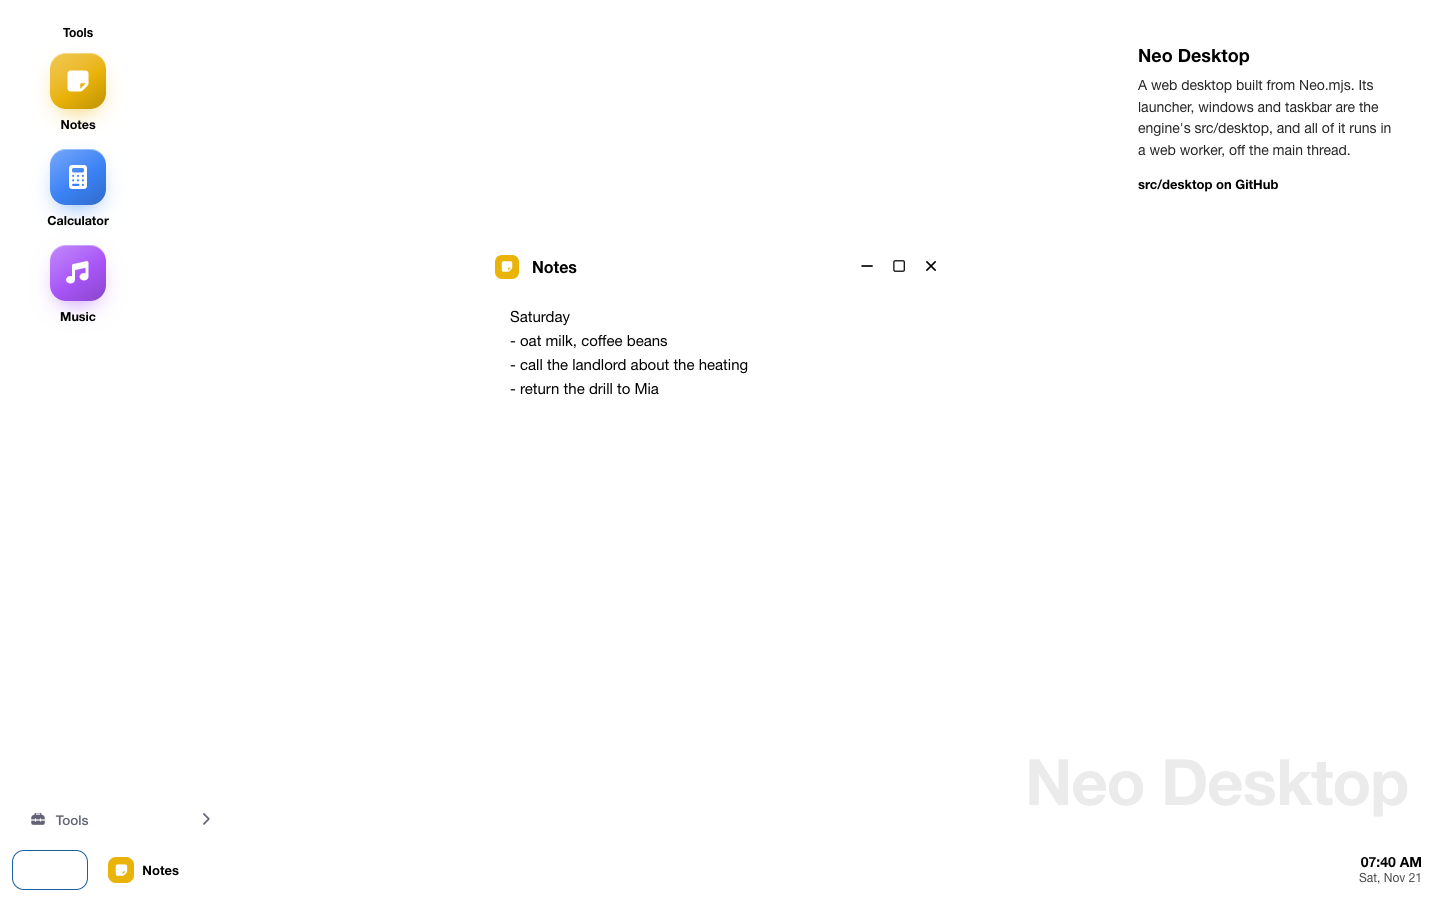 Tools
Notes
Calculator
Music
Neo Desktop
A web desktop built from Neo.mjs. Its
launcher, windows and taskbar are the
engine's src/desktop, and all of it runs in
a web worker, off the main thread.
src/desktop on GitHub
Notes
Saturday
- oat milk, coffee beans
- call the landlord about the heating
- return the drill to Mia
Neo Desktop
Tools
Notes
07:40 AM
Sat, Nov 21